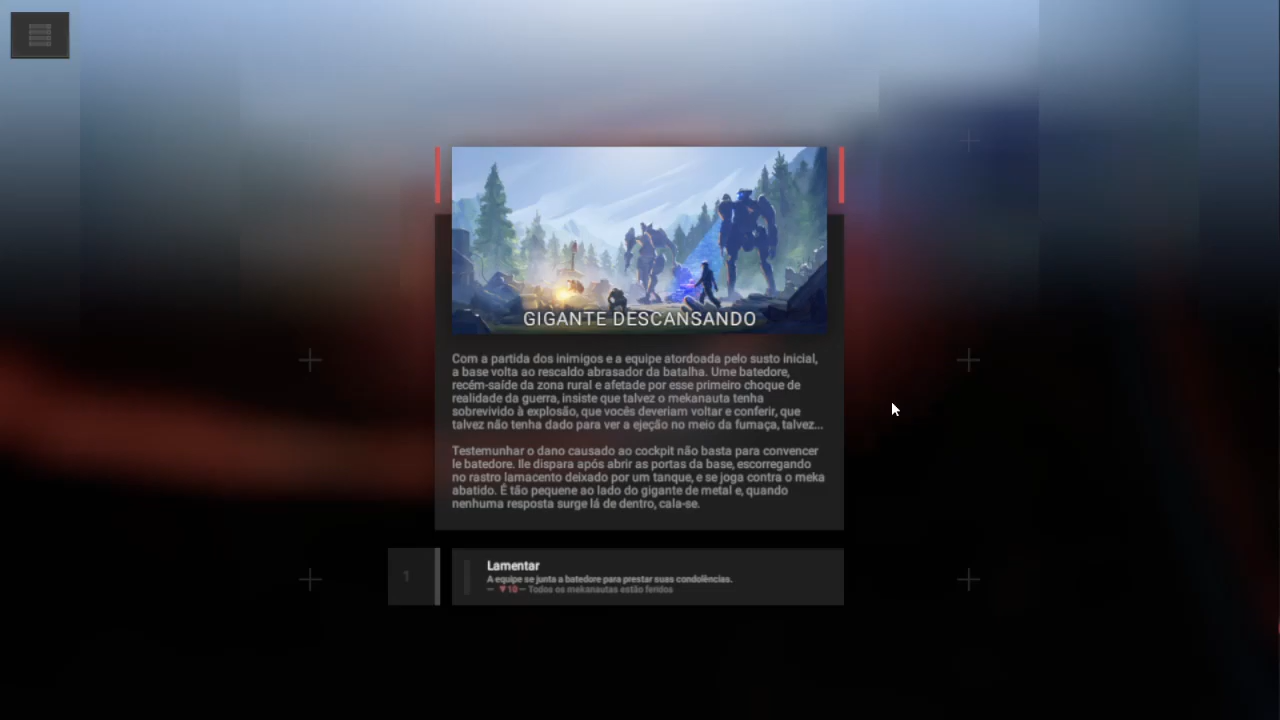 GIGANTE DESCANSANDO
Com a partida dos inimigos e a equipe atordoada pelo susto inicial,
a base volta ao rescaldo abrasador da batalha. Ume batedore,
recém-saíde da zona rural e afetade por esse primeiro choque de
realidade da guerra, insiste que talvez o mekanauta tenha
sobrevivido à explosão, que vocês deveriam voltar e conferir, que
talvez não tenha dado para ver a ejeção no meio da fumaça, talvez...
Testemunhar o dano causado ao cockpit não basta para convencer
le batedore. Ile dispara após abrir as portas da base, escorregando
no rastro lamacento deixado por um tanque, e se joga contra o meka
abatido. É tão pequene ao lado do gigante de metal e, quando
nenhuma resposta surge lá de dentro, cala-se.
1
Lamentar
A equipe se junta a batedore para prestar suas condolências.
— ▼10 — Todos os mekanautas estão feridos